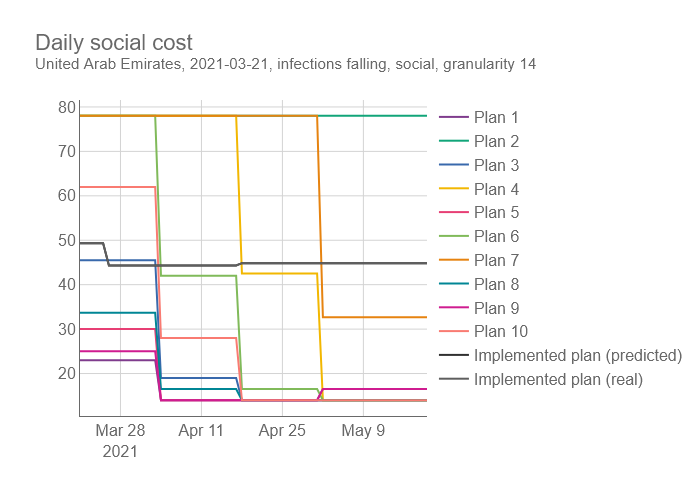 Daily social cost
United Arab Emirates, 2021-03-21, infections falling, social, granularity 14
80
70
60
50
40
30
20
Mar 28
2021
Apr 11
Apr 25
May 9
Plan 1
Plan 2
Plan 3
Plan 4
Plan 5
Plan 6
Plan 7
Plan 8
Plan 9
Plan 10
Implemented plan (predicted)
Implemented plan (real)